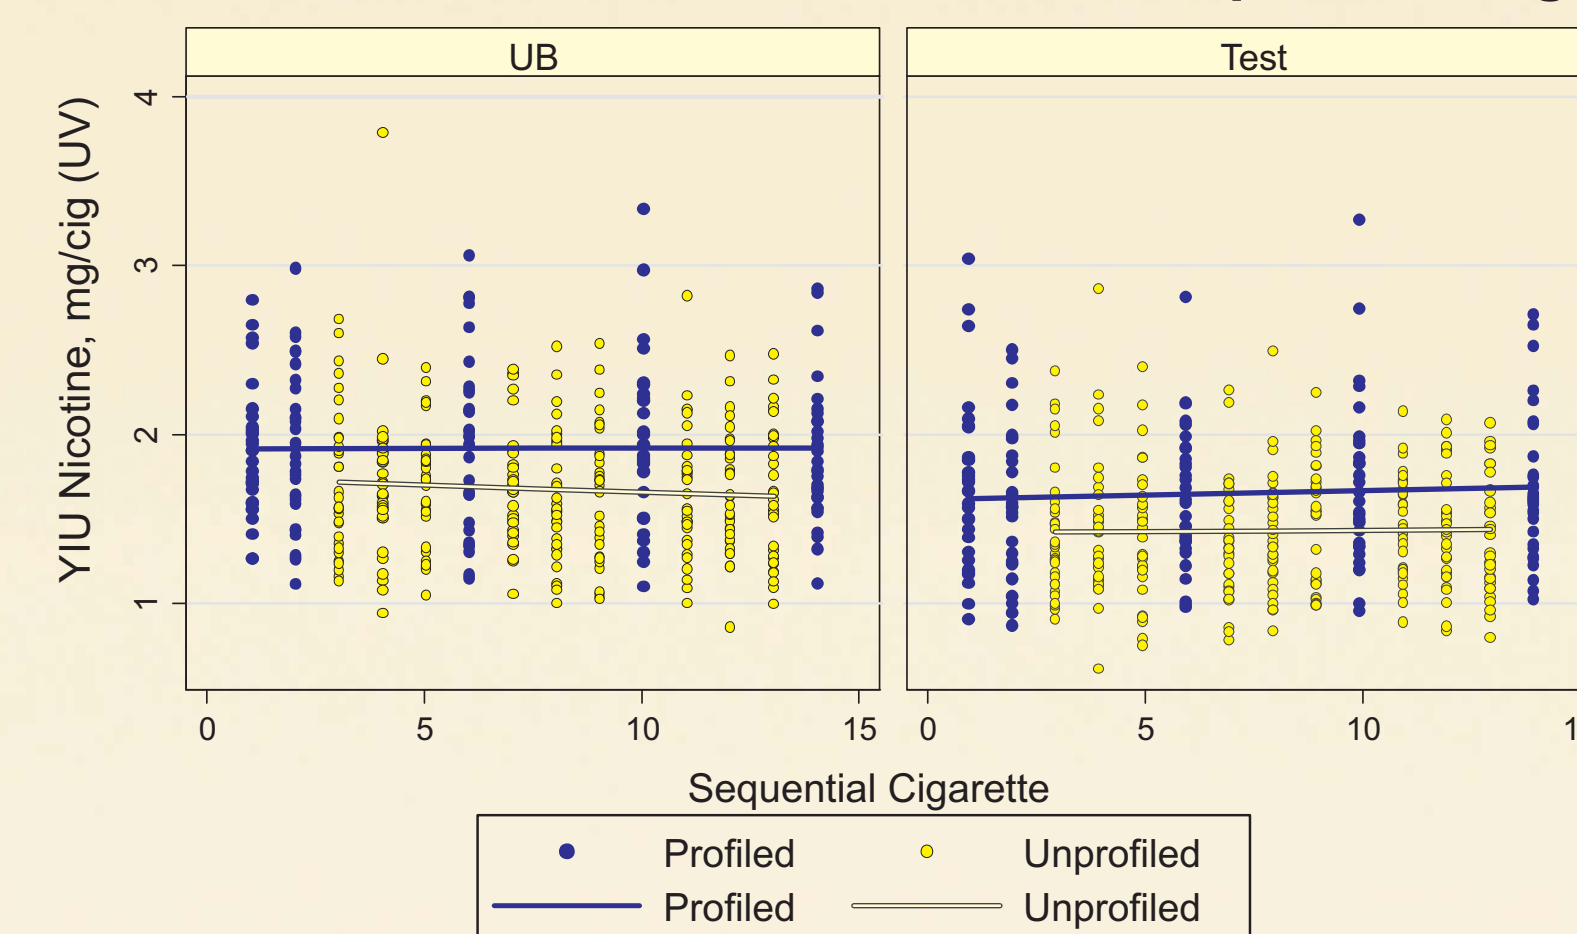 UB
Test
YIU Nicotine, mg/cig (UV)
4
3
2
1
0 5 10 15
0 5 10
Sequential Cigarette
Profiled Unprofiled
Profiled Unprofiled